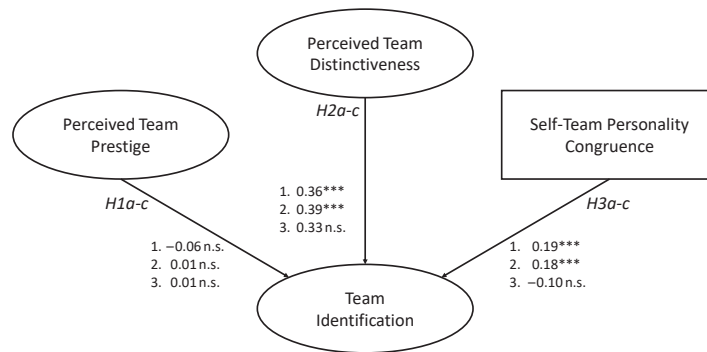 Perceived Team
Distinctiveness
Perceived Team
Prestige
Self-Team Personality
Congruence
H2a-c
H1a-c
H3a-c
1. 0.36***
2. 0.39***
3. 0.33 n.s.
1. −0.06 n.s.
2. 0.01 n.s.
3. 0.01 n.s.
1. 0.19***
2. 0.18***
3. −0.10 n.s.
Team
Identification